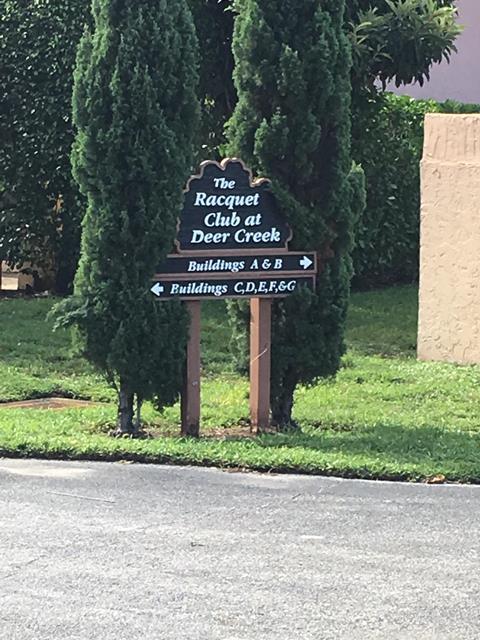 The
Racquet
Club at
Deer Creek
Buildings A & B
Buildings C,D,E,F,&G